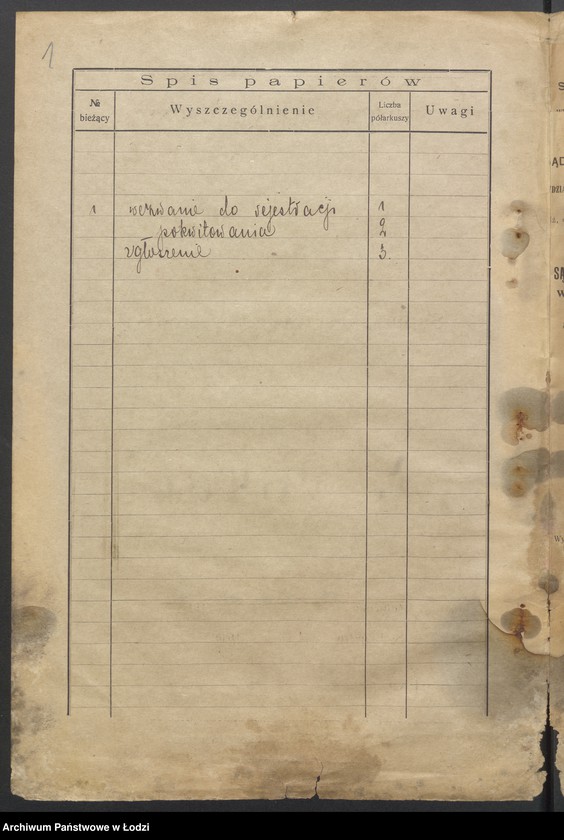 1
Spis papierów
№ bieżący Wyszczególnienie Liczba półarkuszy Uwagi
1 wezwanie do rejestracji 1
pokwitowania 2
zgłoszenie 3.
Archiwum Państwowe w Łodzi